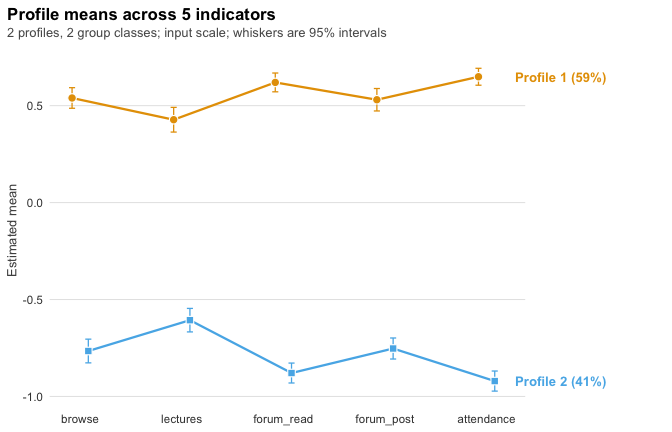 Profile means across 5 indicators
2 profiles, 2 group classes; input scale; whiskers are 95% intervals
Profile 1 (59%)
0.5
0.0
Estimated mean
-0.5
Profile 2 (41%)
-1.0
browse lectures forum_read forum_post attendance